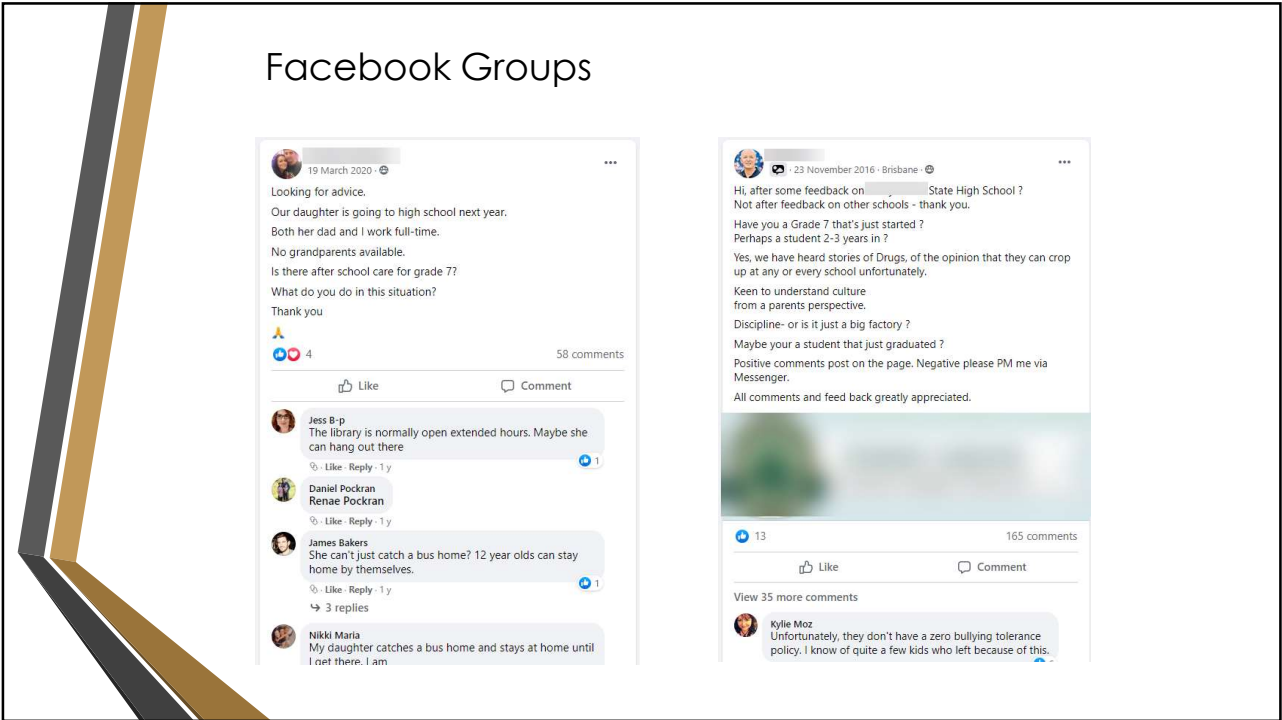 Facebook Groups
19 March 2020 ·
Looking for advice.
Our daughter is going to high school next year.
Both her dad and I work full-time.
No grandparents available.
Is there after school care for grade 7?
What do you do in this situation?
Thank you
🙏
4
58 comments
Like
Comment
Jess B-p
The library is normally open extended hours. Maybe she
can hang out there
1
· Like · Reply · 1 y
Daniel Pockran
Renae Pockran
· Like · Reply · 1 y
James Bakers
She can't just catch a bus home? 12 year olds can stay
home by themselves.
1
· Like · Reply · 1 y
3 replies
Nikki Maria
My daughter catches a bus home and stays at home until
I get there. I am
· 23 November 2016 · Brisbane ·
Hi, after some feedback on State High School ?
Not after feedback on other schools - thank you.
Have you a Grade 7 that's just started ?
Perhaps a student 2-3 years in ?
Yes, we have heard stories of Drugs, of the opinion that they can crop
up at any or every school unfortunately.
Keen to understand culture
from a parents perspective.
Discipline- or is it just a big factory ?
Maybe your a student that just graduated ?
Positive comments post on the page. Negative please PM me via
Messenger.
All comments and feed back greatly appreciated.
13
165 comments
Like
Comment
View 35 more comments
Kylie Moz
Unfortunately, they don't have a zero bullying tolerance
policy. I know of quite a few kids who left because of this.